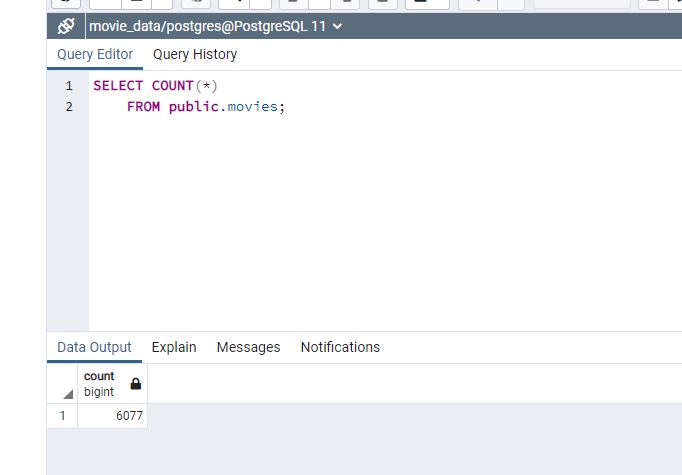 movie_data/postgres@PostgreSQL 11
Query Editor Query History
1 SELECT COUNT(*)
2 FROM public.movies;
Data Output Explain Messages Notifications
count
bigint
1 6077